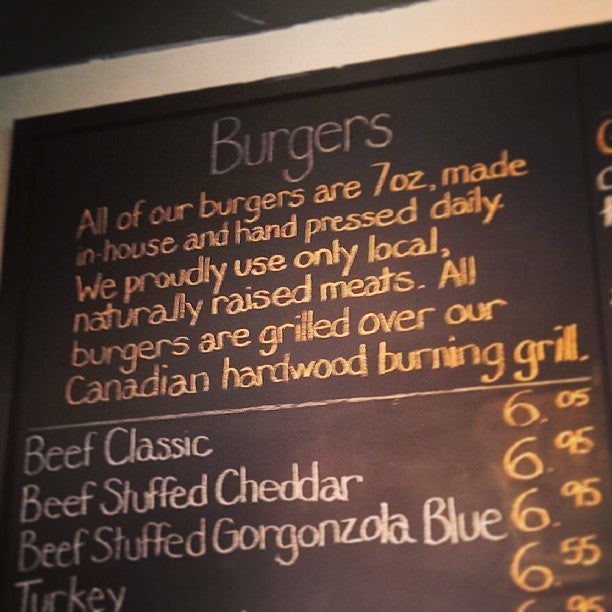 Burgers
All of our burgers are 7oz, made
in-house and hand pressed daily.
We proudly use only local,
naturally raised meats. All
burgers are grilled over our
Canadian hardwood burning grill.
Beef Classic 6.05
Beef Stuffed Cheddar 6.95
Beef Stuffed Gorgonzola Blue 6.95
Turkey 6.55